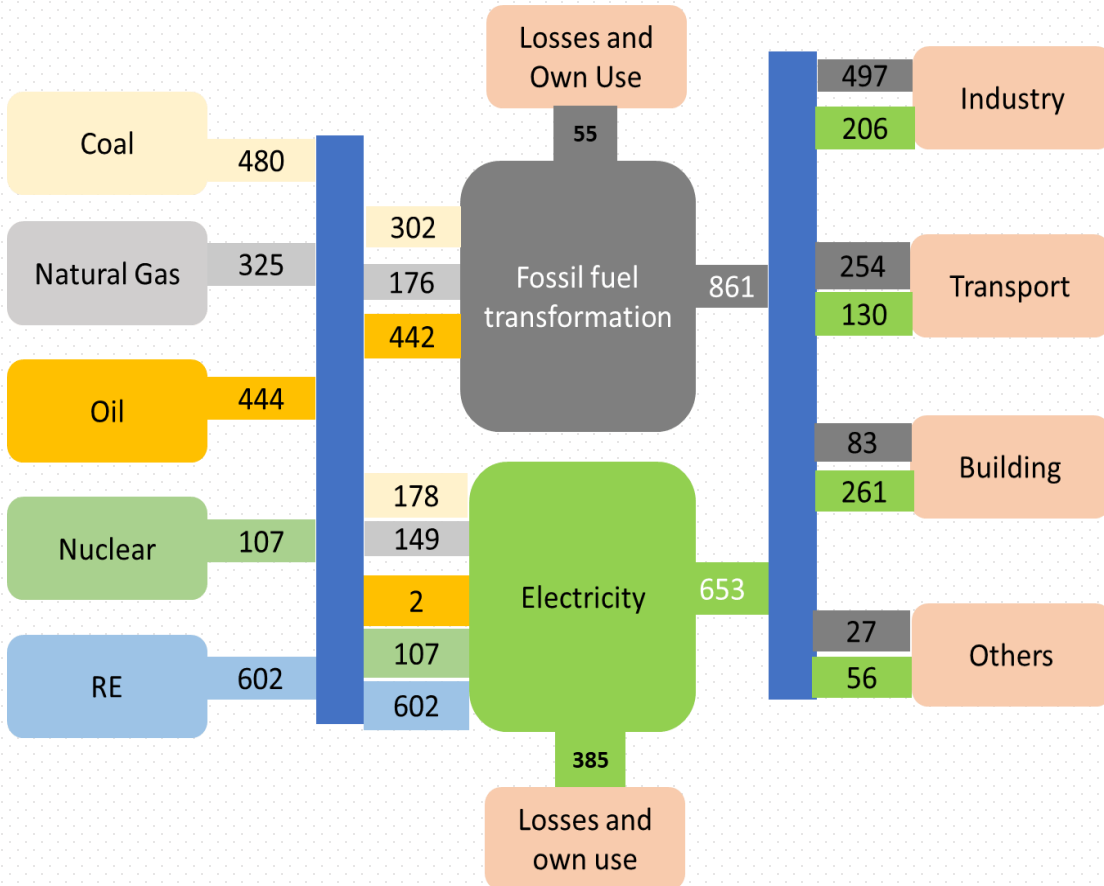 Losses and
Own Use
55
Coal
480
Natural Gas
325
Oil
444
Nuclear
107
RE
602
302
176
442
Fossil fuel
transformation
861
178
149
2
107
602
Electricity
653
385
Losses and
own use
497
206
Industry
254
130
Transport
83
261
Building
27
56
Others